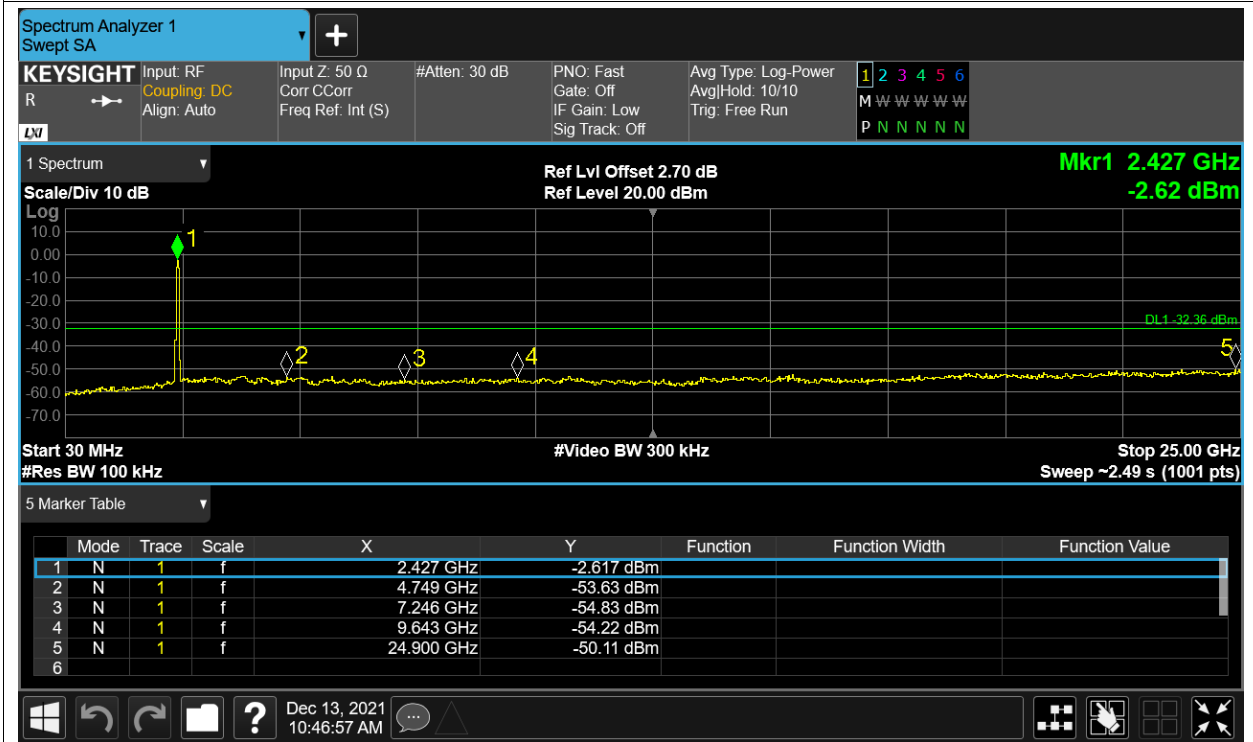 Spectrum Analyzer 1
Swept SA
+
KEYSIGHT
R
LXI
Input: RF
Coupling: DC
Align: Auto
Input Z: 50 Ω
Corr CCorr
Freq Ref: Int (S)
#Atten: 30 dB
PNO: Fast
Gate: Off
IF Gain: Low
Sig Track: Off
Avg Type: Log-Power
Avg|Hold: 10/10
Trig: Free Run
1 2 3 4 5 6
M W W W W W
P N N N N N
1 Spectrum
Scale/Div 10 dB
Ref Lvl Offset 2.70 dB
Ref Level 20.00 dBm
Mkr1 2.427 GHz
-2.62 dBm
Log
10.0
0.00
-10.0
-20.0
-30.0
-40.0
-50.0
-60.0
-70.0
1
2
3
4
5
DL1 -32.36 dBm
Start 30 MHz
#Video BW 300 kHz
Stop 25.00 GHz
#Res BW 100 kHz
Sweep ~2.49 s (1001 pts)
5 Marker Table
Mode Trace Scale X Y Function Function Width Function Value
1 N 1 f 2.427 GHz -2.617 dBm
2 N 1 f 4.749 GHz -53.63 dBm
3 N 1 f 7.246 GHz -54.83 dBm
4 N 1 f 9.643 GHz -54.22 dBm
5 N 1 f 24.900 GHz -50.11 dBm
6
?
Dec 13, 2021
10:46:57 AM